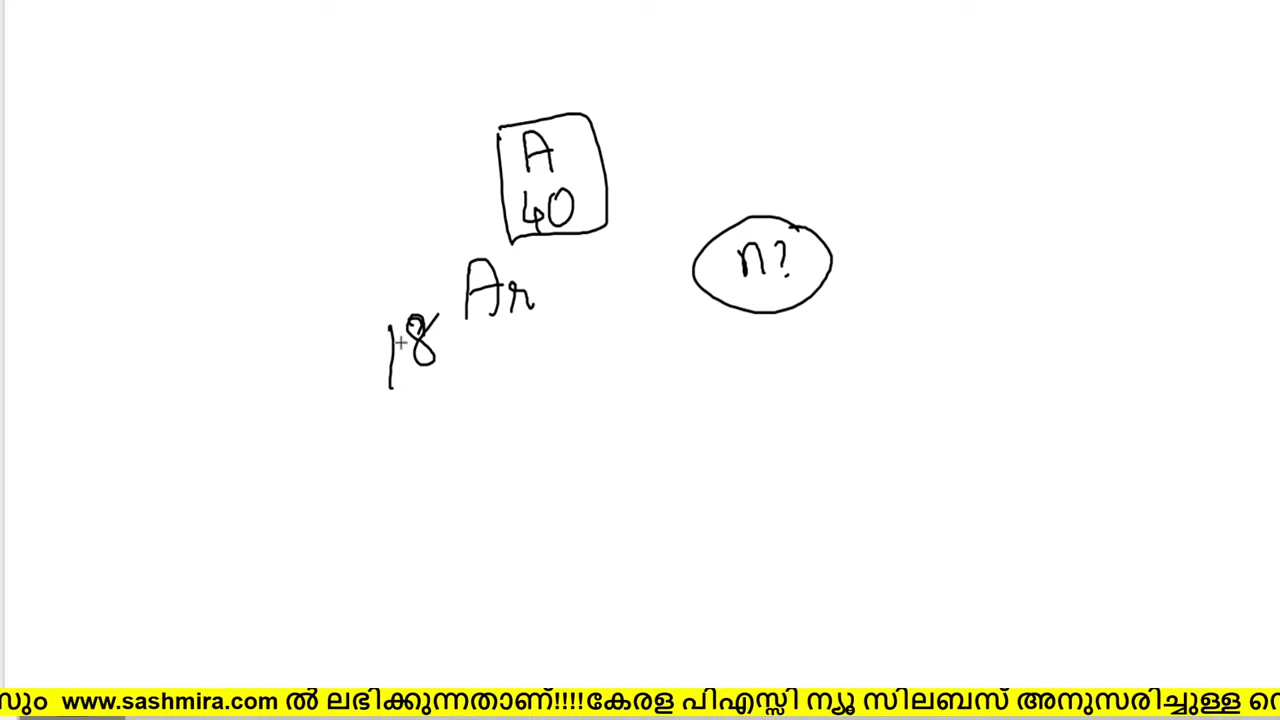 A
40
n?
Ar
18
സും www.sashmira.com ൽ ലഭിക്കുന്നതാണ്!!!!കേരള പിഎസ്സി ന്യൂ സിലബസ് അനുസരിച്ചുള്ള